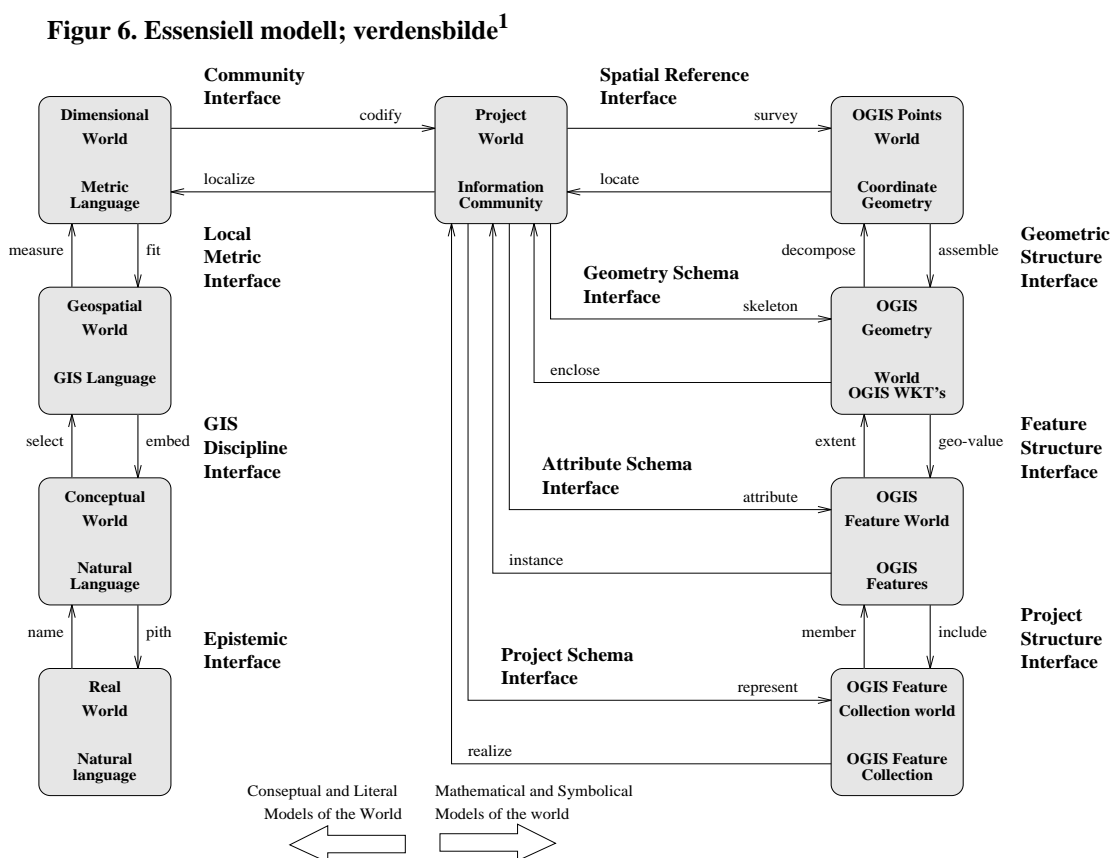 Figur 6. Essensiell modell; verdensbilde1
Community
Interface
Spatial Reference
Interface
Dimensional
World
Metric
Language
codify
localize
Project
World
Information
Community
survey
locate
OGIS Points
World
Coordinate
Geometry
measure
fit
Local
Metric
Interface
decompose
assemble
Geometric
Structure
Interface
Geometry Schema
Interface
skeleton
enclose
Geospatial
World
GIS Language
OGIS
Geometry
World
OGIS WKT's
select
embed
GIS
Discipline
Interface
extent
geo-value
Feature
Structure
Interface
Attribute Schema
Interface
attribute
instance
Conceptual
World
Natural
Language
OGIS
Feature World
OGIS
Features
name
pith
Epistemic
Interface
member
include
Project
Structure
Interface
Project Schema
Interface
represent
realize
Real
World
Natural
language
OGIS Feature
Collection world
OGIS Feature
Collection
Conseptual and Literal
Models of the World
Mathematical and Symbolical
Models of the world